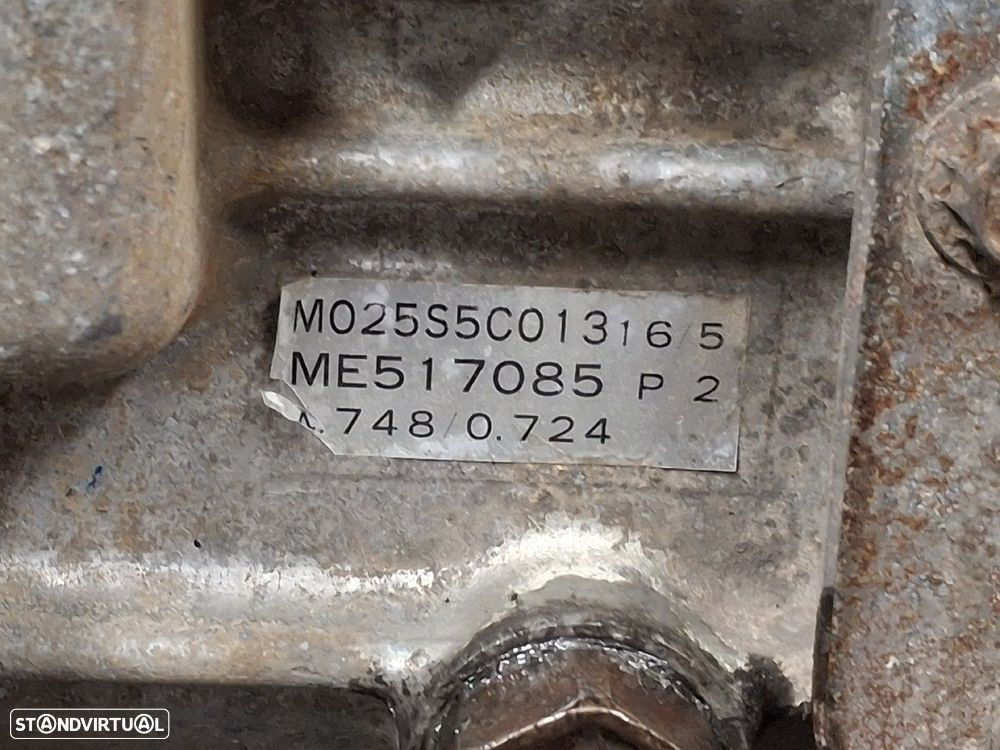 M025S5C01316/5
ME517085 P 2
.748/0.724
STANDVIRTUAL